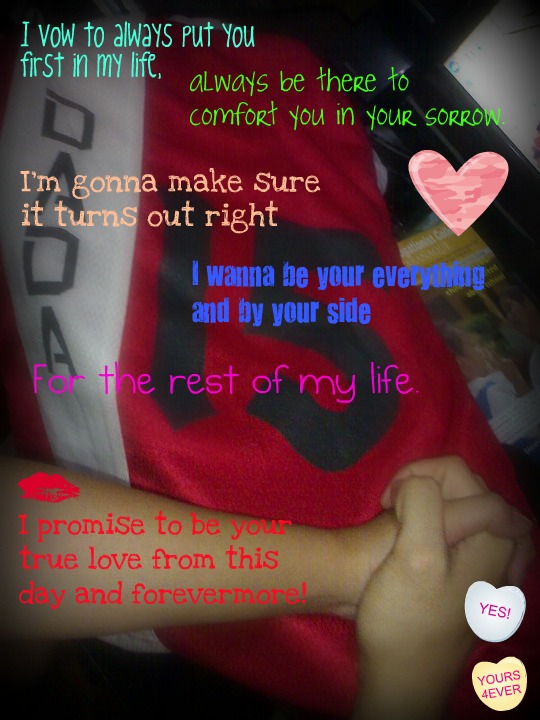 I vow to always put you
first in my life,
always be there to
comfort you in your sorrow.
I'm gonna make sure
it turns out right
I wanna be your everything
and by your side
For the rest of my life.
I promise to be your
true love from this
day and forevermore!
YES!
YOURS
4EVER
DADA
15